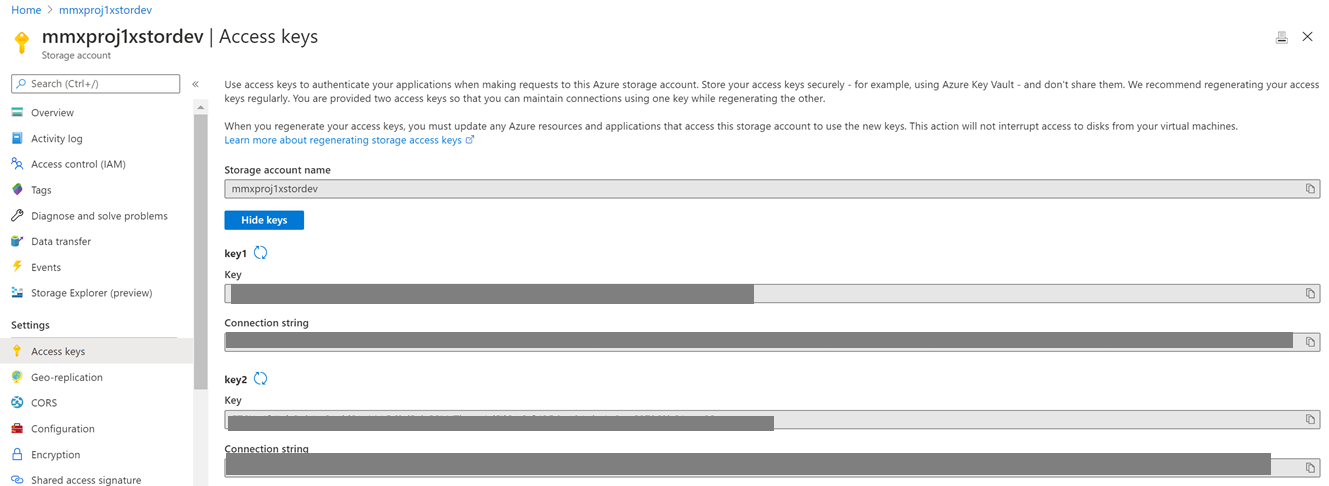 Home > mmxproj1xstordev
mmxproj1xstordev | Access keys
Storage account
Search (Ctrl+/)
«
Overview
Activity log
Access control (IAM)
Tags
Diagnose and solve problems
Data transfer
Events
Storage Explorer (preview)
Settings
Access keys
Geo-replication
CORS
Configuration
Encryption
Shared access signature
Use access keys to authenticate your applications when making requests to this Azure storage account. Store your access keys securely - for example, using Azure Key Vault - and don't share them. We recommend regenerating your access
keys regularly. You are provided two access keys so that you can maintain connections using one key while regenerating the other.
When you regenerate your access keys, you must update any Azure resources and applications that access this storage account to use the new keys. This action will not interrupt access to disks from your virtual machines.
Learn more about regenerating storage access keys
Storage account name
mmxproj1xstordev
Hide keys
key1
Key
Connection string
key2
Key
Connection string